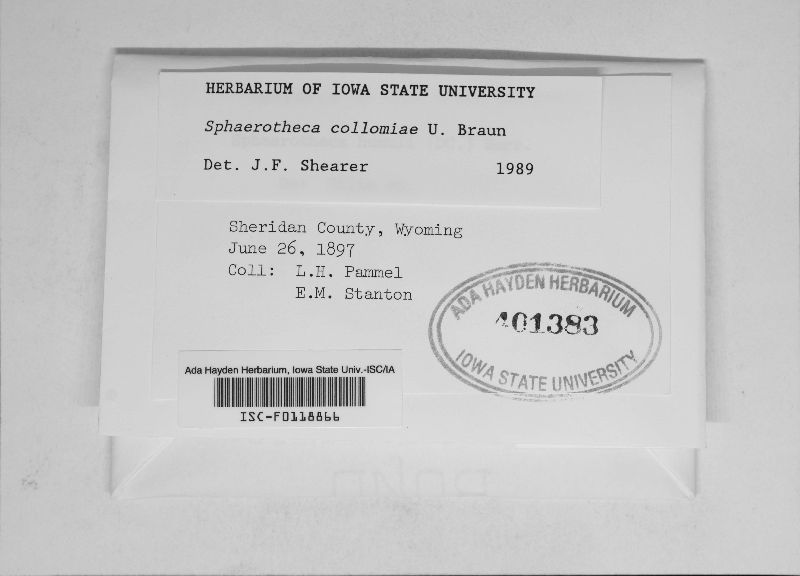 HERBARIUM OF IOWA STATE UNIVERSITY
Sphaerotheca collomiae U. Braun
Det. J.F. Shearer 1989
Sheridan County, Wyoming
June 26, 1897
Coll: L.H. Pammel
E.M. Stanton
ADA HAYDEN HERBARIUM
401383
IOWA STATE UNIVERSITY
Ada Hayden Herbarium, Iowa State Univ.-ISC/IA
ISC-F0118866